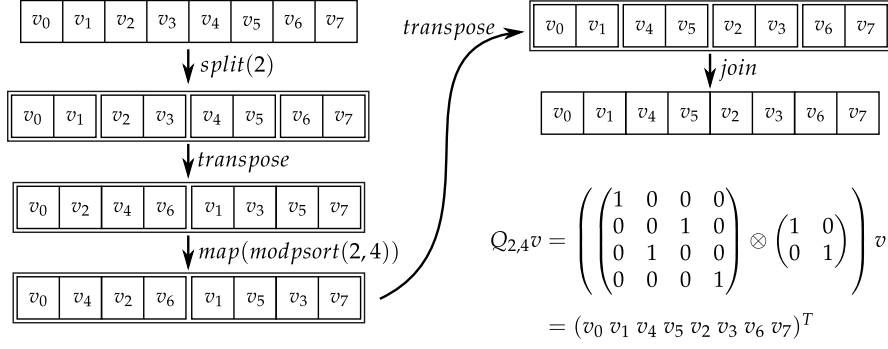 v0 v1 v2 v3 v4 v5 v6 v7
split(2)
v0 v1 v2 v3 v4 v5 v6 v7
transpose
v0 v2 v4 v6 v1 v3 v5 v7
map(modpsort(2,4))
v0 v4 v2 v6 v1 v5 v3 v7
transpose
v0 v1 v4 v5 v2 v3 v6 v7
join
v0 v1 v4 v5 v2 v3 v6 v7
Q2,4v = ( ( 1 0 0 0
0 0 1 0
0 1 0 0
0 0 0 1 ) ⊗ ( 1 0
0 1 ) ) v
= (v0 v1 v4 v5 v2 v3 v6 v7)T